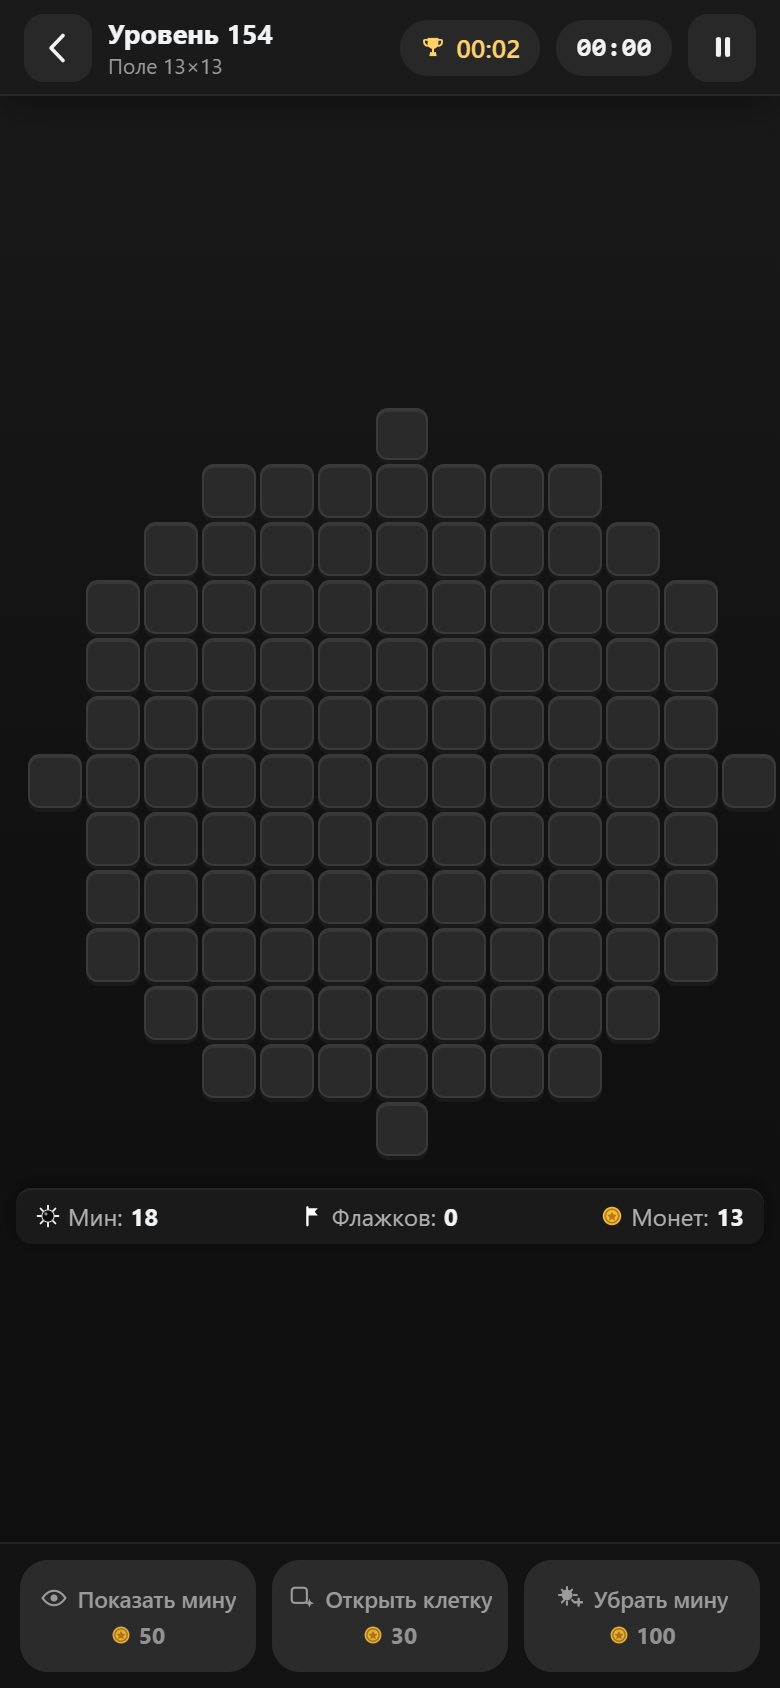 Уровень 154
Поле 13×13
00:02
00:00
Мин: 18
Флажков: 0
Монет: 13
Показать мину
50
Открыть клетку
30
Убрать мину
100